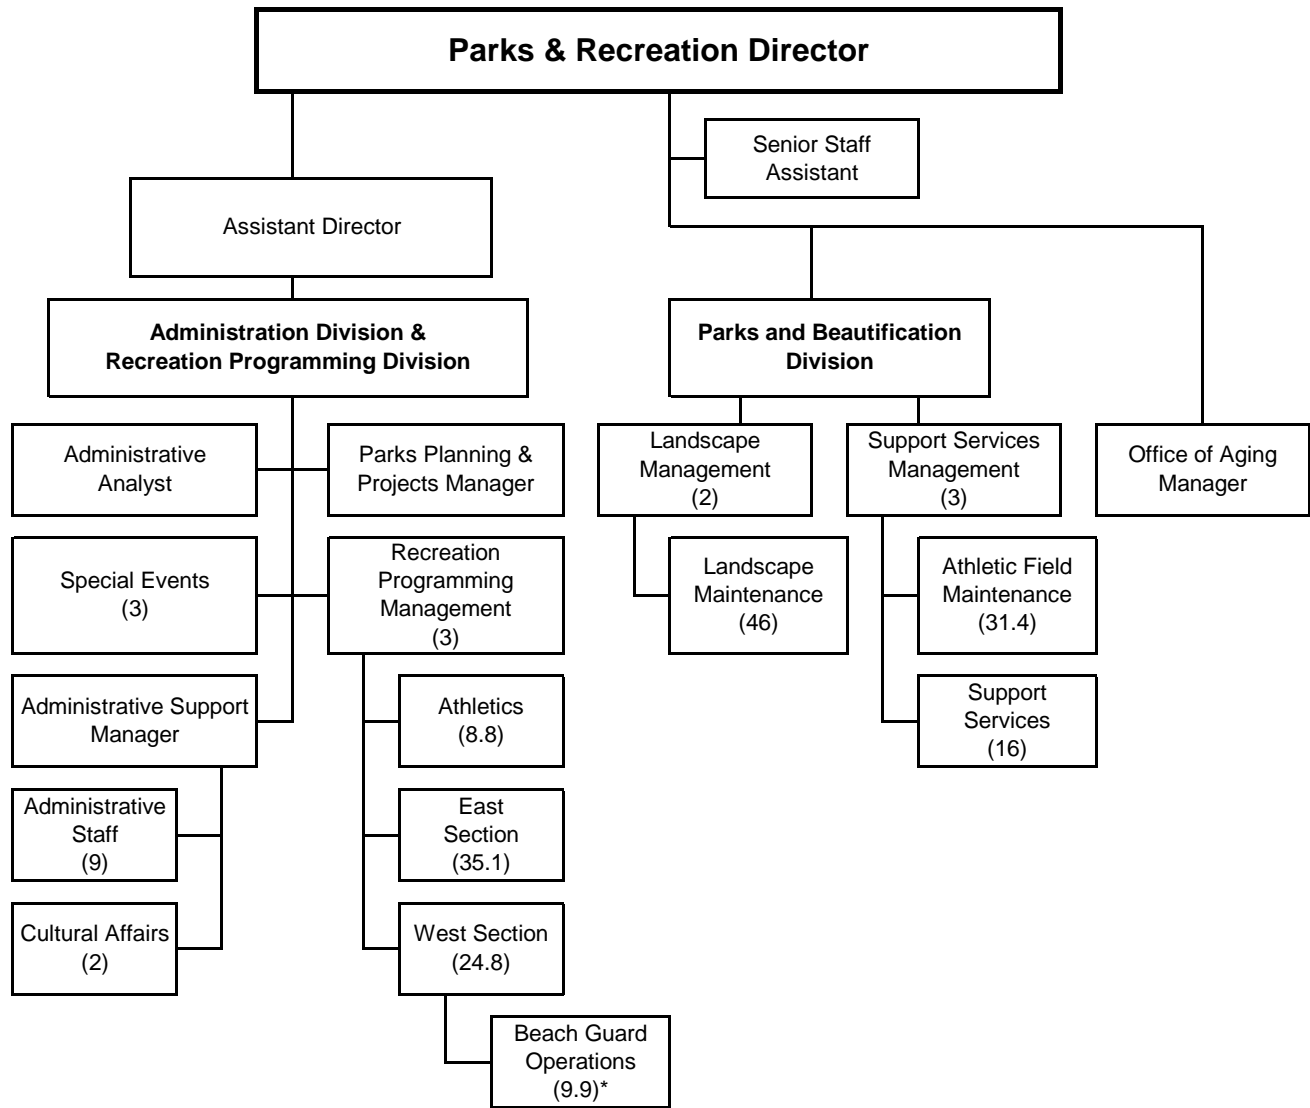 Parks & Recreation Director
Senior Staff
Assistant
Assistant Director
Administration Division &
Recreation Programming Division
Parks and Beautification
Division
Administrative
Analyst
Parks Planning &
Projects Manager
Landscape
Management
(2)
Support Services
Management
(3)
Office of Aging
Manager
Special Events
(3)
Recreation
Programming
Management
(3)
Landscape
Maintenance
(46)
Athletic Field
Maintenance
(31.4)
Administrative Support
Manager
Athletics
(8.8)
Support
Services
(16)
Administrative
Staff
(9)
East
Section
(35.1)
Cultural Affairs
(2)
West Section
(24.8)
Beach Guard
Operations
(9.9)*